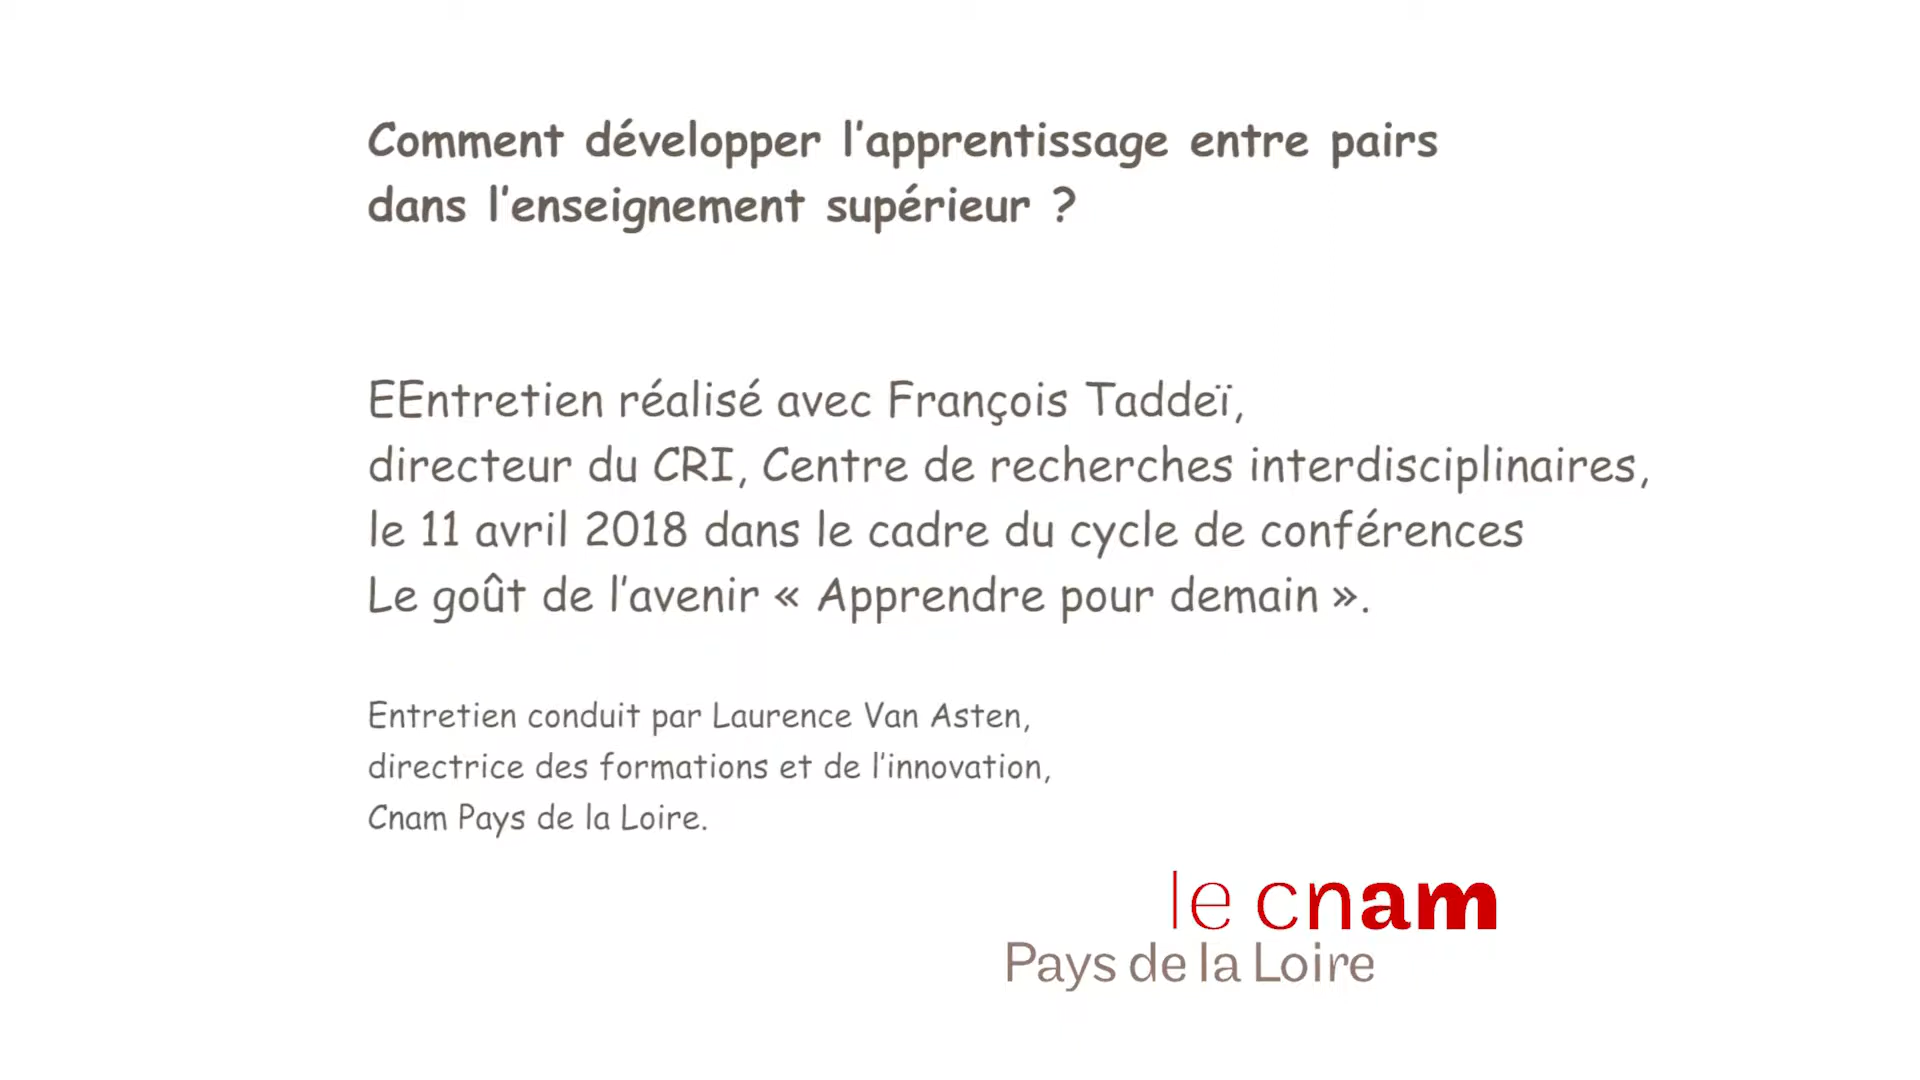 Comment développer l’apprentissage entre pairs
dans l’enseignement supérieur ?
EEntretien réalisé avec François Taddeï,
directeur du CRI, Centre de recherches interdisciplinaires,
le 11 avril 2018 dans le cadre du cycle de conférences
Le goût de l’avenir « Apprendre pour demain ».
Entretien conduit par Laurence Van Asten,
directrice des formations et de l’innovation,
Cnam Pays de la Loire.
le cnam
Pays de la Loire